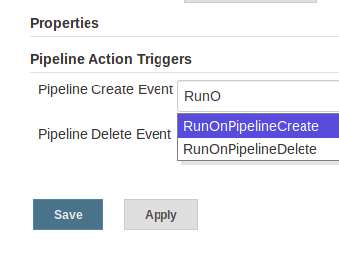 Properties
Pipeline Action Triggers
Pipeline Create Event RunO
RunOnPipelineCreate
Pipeline Delete Event RunOnPipelineDelete
Save Apply